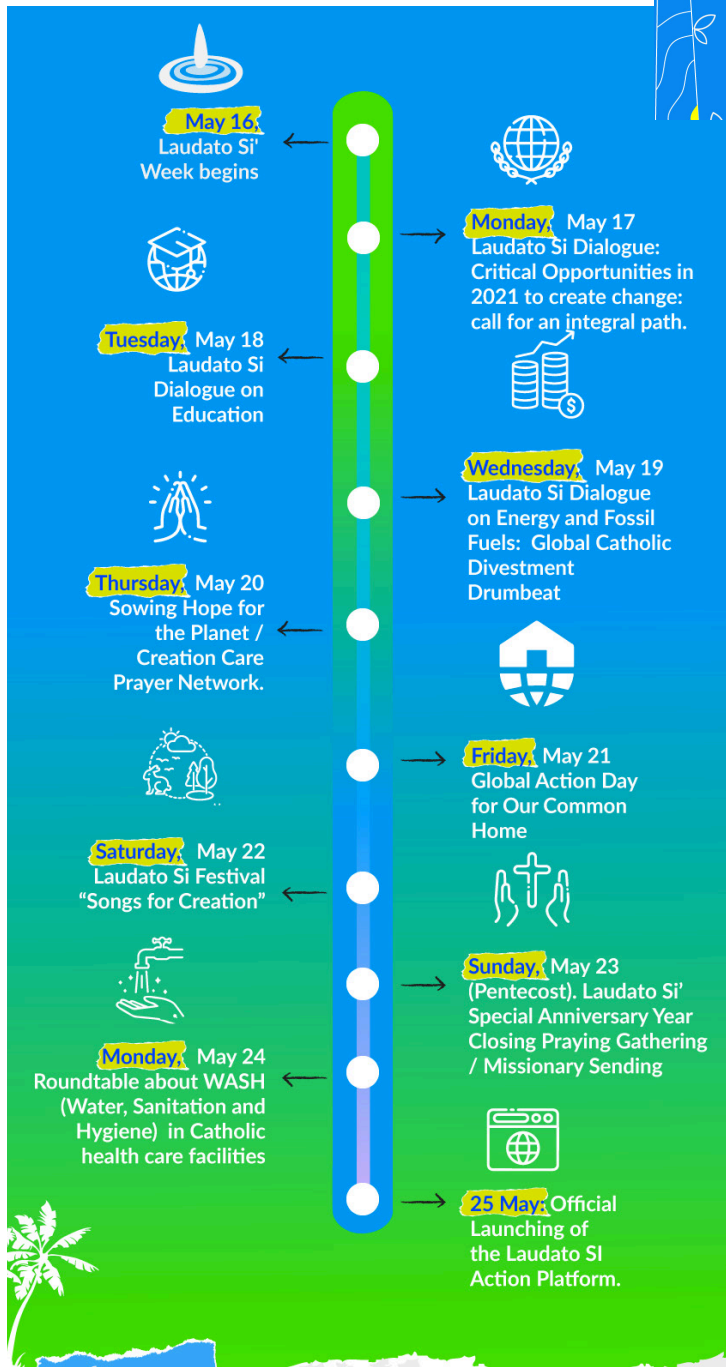 May 16,
Laudato Si'
Week begins
Monday, May 17
Laudato Si Dialogue:
Critical Opportunities in
2021 to create change:
call for an integral path.
Tuesday, May 18
Laudato Si
Dialogue on
Education
Wednesday, May 19
Laudato Si Dialogue
on Energy and Fossil
Fuels: Global Catholic
Divestment
Drumbeat
Thursday, May 20
Sowing Hope for
the Planet /
Creation Care
Prayer Network.
Friday, May 21
Global Action Day
for Our Common
Home
Saturday, May 22
Laudato Si Festival
“Songs for Creation”
Sunday, May 23
(Pentecost). Laudato Si’
Special Anniversary Year
Closing Praying Gathering
/ Missionary Sending
Monday, May 24
Roundtable about WASH
(Water, Sanitation and
Hygiene) in Catholic
health care facilities
25 May: Official
Launching of
the Laudato SI
Action Platform.